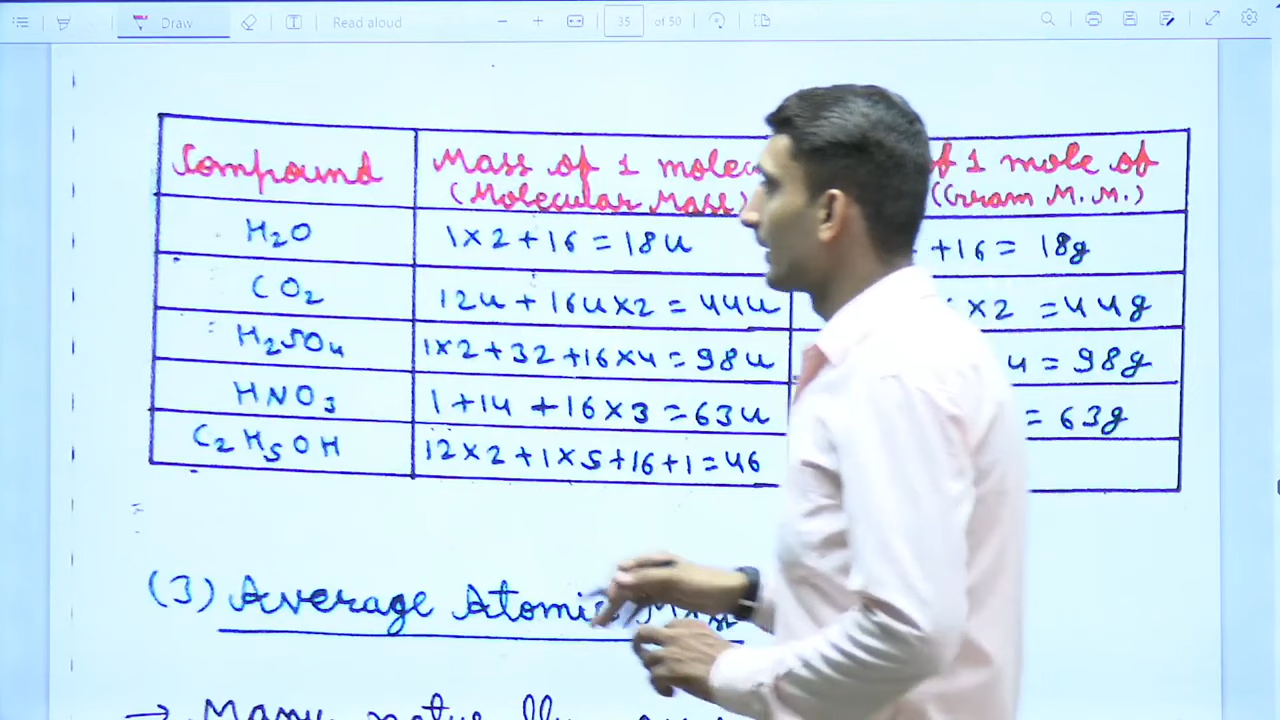 Draw
Read aloud
35 of 50
Compound
Mass of 1
of 1 mole of
(Molecular Mass)
(Gram M.M.)
H2O
1×2+16=18u
+16= 18g
CO2
12u+16u×2=44u
×2 =44g
H2SO4
1×2+32+16×4=98u
4=98g
HNO3
1+14+16×3=63u
=63g
C2H5OH
12×2+1×5+16+1=46
(3) Average Atomic
→ Many